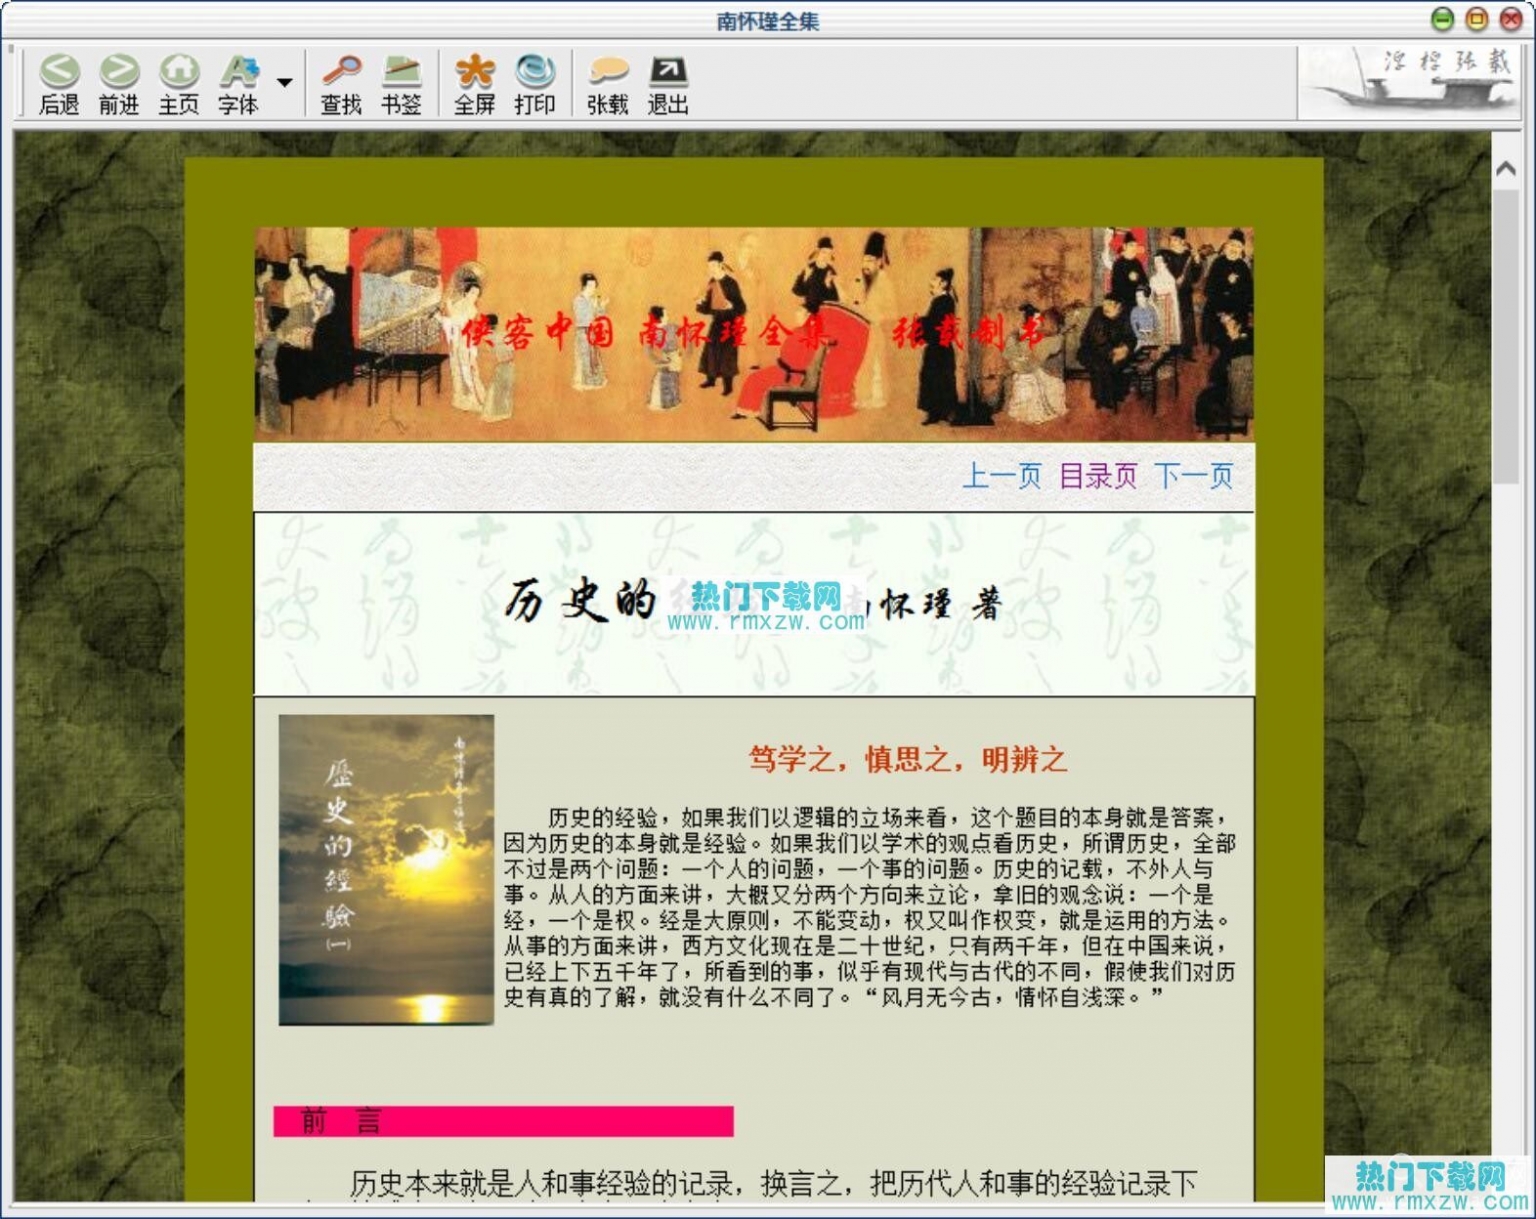 南怀瑾全集
后退 前进 主页 字体 查找 书签 全屏 打印 张载 退出
侠客中国 南怀瑾全集 张载制书
上一页 目录页 下一页
历史的 南怀瑾 著
热门下载网
www.rmxzw.com
歷史的經驗
(一)
笃学之，慎思之，明辨之
历史的经验，如果我们以逻辑的立场来看，这个题目的本身就是答案，
因为历史的本身就是经验。如果我们以学术的观点看历史，所谓历史，全部
不过是两个问题：一个人的问题，一个事的问题。历史的记载，不外人与
事。从人的方面来讲，大概又分两个方向来立论，拿旧的观念说：一个是
经，一个是权。经是大原则，不能变动，权又叫作权变，就是运用的方法。
从事的方面来讲，西方文化现在是二十世纪，只有两千年，但在中国来说，
已经上下五千年了，所看到的事，似乎有现代与古代的不同，假使我们对历
史有真的了解，就没有什么不同了。“风月无今古，情怀自浅深。”
前 言
历史本来就是人和事经验的记录，换言之，把历代人和事的经验记录下
热门下载网
www.rmxzw.com